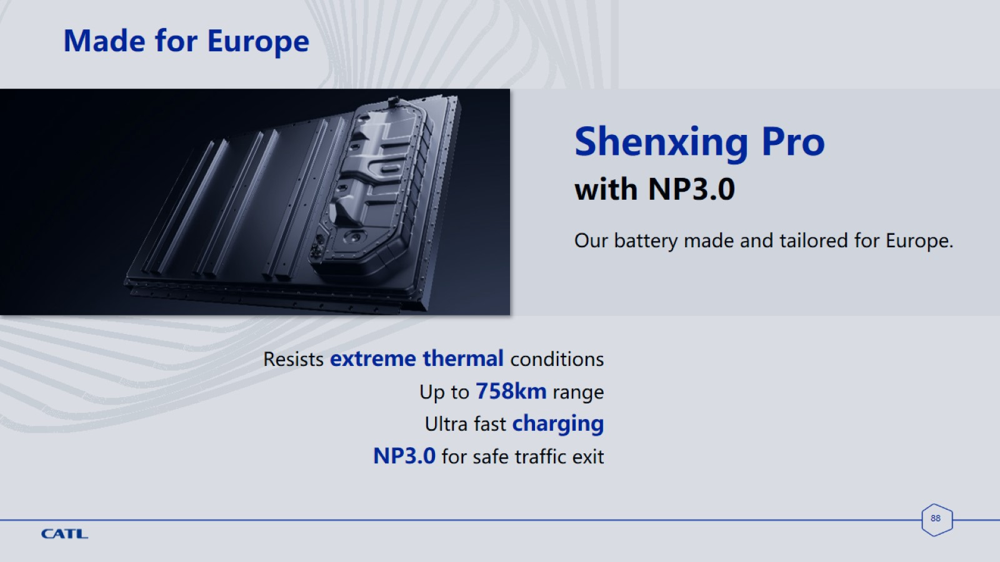 Made for Europe
Shenxing Pro
with NP3.0
Our battery made and tailored for Europe.
Resists extreme thermal conditions
Up to 758km range
Ultra fast charging
NP3.0 for safe traffic exit
88
CATL